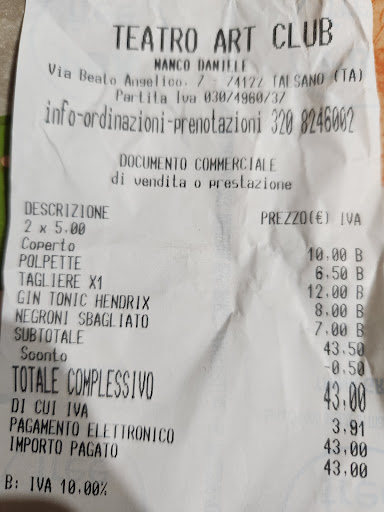 TEATRO ART CLUB
MANCO DANIELE
Via Beato Angelico, 7 - 74122 TALSANO (TA)
Partita Iva 03074960737
info-ordinazioni-prenotazioni 320 8246002
DOCUMENTO COMMERCIALE
di vendita o prestazione
DESCRIZIONE PREZZO(€) IVA
2 x 5.00
Coperto 10.00 B
POLPETTE 6.50 B
TAGLIERE X1 12.00 B
GIN TONIC HENDRIX 8.00 B
NEGRONI SBAGLIATO 7.00 B
SUBTOTALE 43.50
Sconto -0.50
TOTALE COMPLESSIVO 43,00
DI CUI IVA 3.91
PAGAMENTO ELETTRONICO 43.00
IMPORTO PAGATO 43.00
B: IVA 10.00%